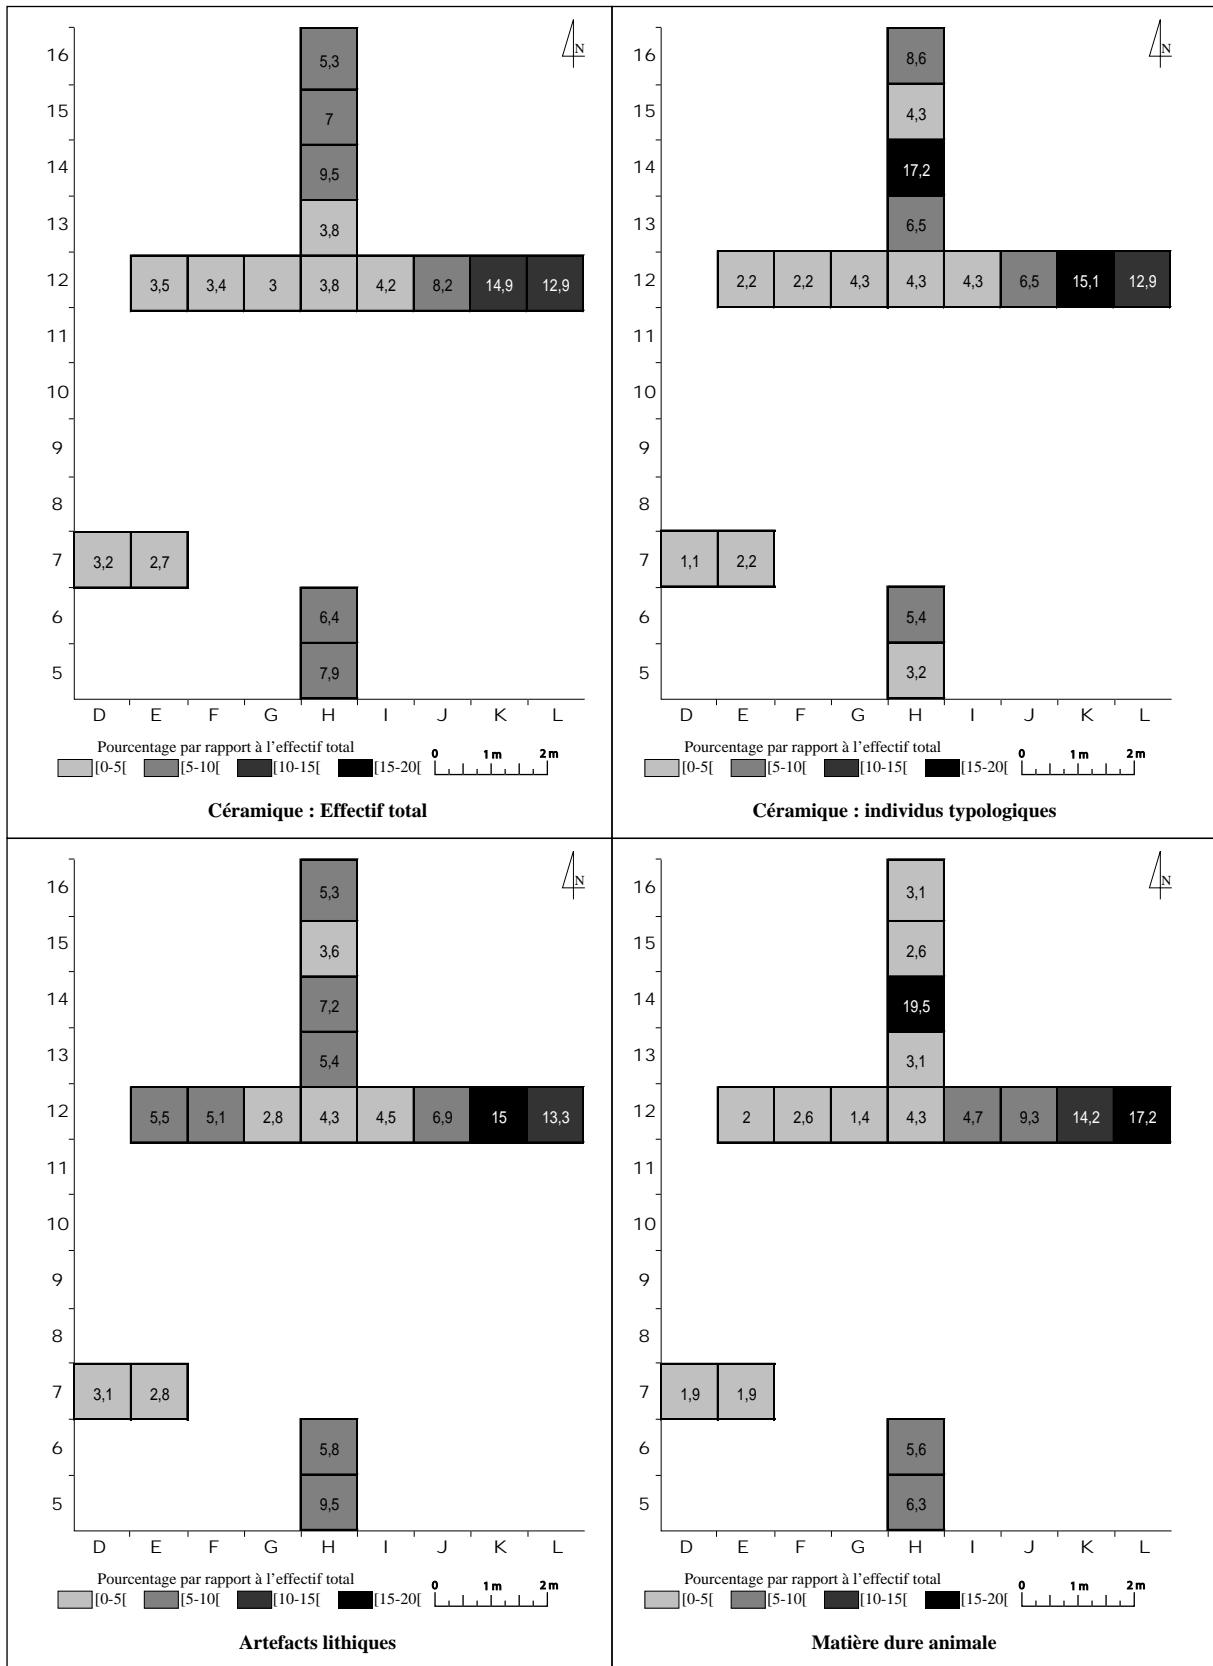 16 5,3 N
15 7
14 9,5
13 3,8
12 3,5 3,4 3 3,8 4,2 8,2 14,9 12,9
11
10
9
8
7 3,2 2,7
6 6,4
5 7,9
D E F G H I J K L
Pourcentage par rapport à l'effectif total
[0-5[ [5-10[ [10-15[ [15-20[ 0 1 m 2 m
Céramique : Effectif total
16 8,6 N
15 4,3
14 17,2
13 6,5
12 2,2 2,2 4,3 4,3 4,3 6,5 15,1 12,9
11
10
9
8
7 1,1 2,2
6 5,4
5 3,2
D E F G H I J K L
Pourcentage par rapport à l'effectif total
[0-5[ [5-10[ [10-15[ [15-20[ 0 1 m 2 m
Céramique : individus typologiques
16 5,3 N
15 3,6
14 7,2
13 5,4
12 5,5 5,1 2,8 4,3 4,5 6,9 15 13,3
11
10
9
8
7 3,1 2,8
6 5,8
5 9,5
D E F G H I J K L
Pourcentage par rapport à l'effectif total
[0-5[ [5-10[ [10-15[ [15-20[ 0 1 m 2 m
Artefacts lithiques
16 3,1 N
15 2,6
14 19,5
13 3,1
12 2 2,6 1,4 4,3 4,7 9,3 14,2 17,2
11
10
9
8
7 1,9 1,9
6 5,6
5 6,3
D E F G H I J K L
Pourcentage par rapport à l'effectif total
[0-5[ [5-10[ [10-15[ [15-20[ 0 1 m 2 m
Matière dure animale